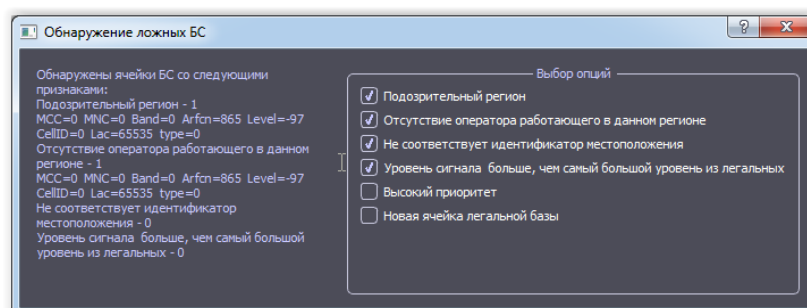 Обнаружение ложных БС
Обнаружены ячейки БС со следующими
признаками:
Подозрительный регион - 1
MCC=0 MNC=0 Band=0 Arfcn=865 Level=-97
CellID=0 Lac=65535 type=0
Отсутствие оператора работающего в данном
регионе - 1
MCC=0 MNC=0 Band=0 Arfcn=865 Level=-97
CellID=0 Lac=65535 type=0
Не соответствует идентификатор
местоположения - 0
Уровень сигнала больше, чем самый большой
уровень из легальных - 0
Выбор опций
Подозрительный регион
Отсутствие оператора работающего в данном регионе
Не соответствует идентификатор местоположения
Уровень сигнала больше, чем самый большой уровень из легальных
Высокий приоритет
Новая ячейка легальной базы